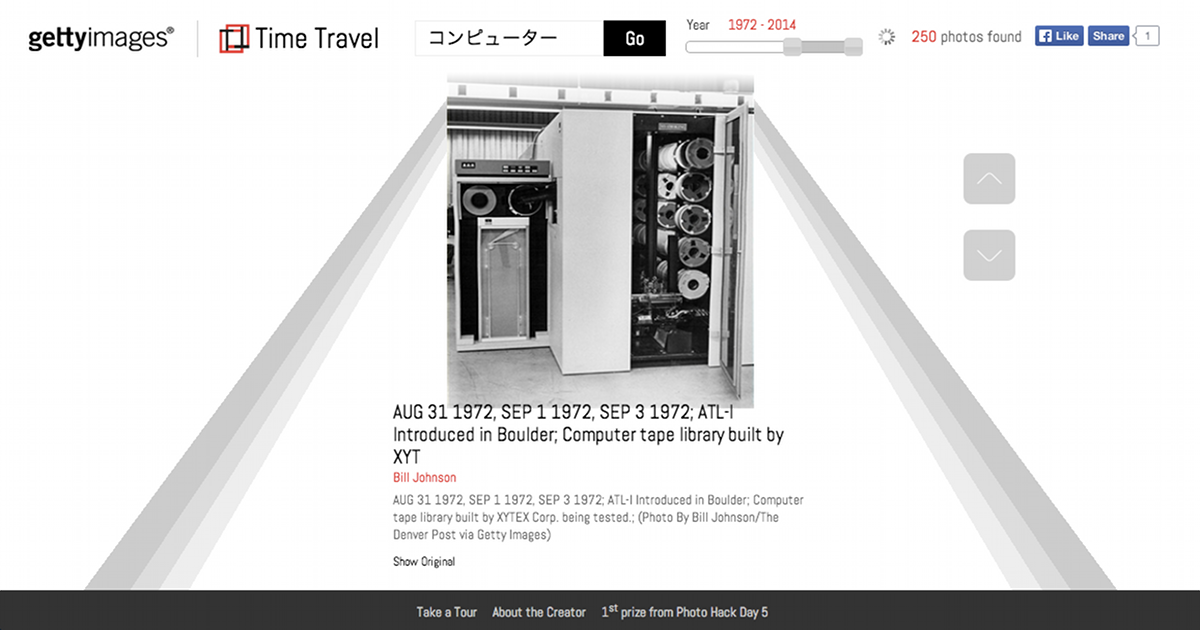 gettyimages®
Time Travel
コンピューター
Go
Year 1972 - 2014
250 photos found
Like
Share
1
AUG 31 1972, SEP 1 1972, SEP 3 1972; ATL-I
Introduced in Boulder; Computer tape library built by
XYT
Bill Johnson
AUG 31 1972, SEP 1 1972, SEP 3 1972; ATL-I Introduced in Boulder; Computer
tape library built by XYTEX Corp. being tested.; (Photo By Bill Johnson/The
Denver Post via Getty Images)
Show Original
Take a Tour About the Creator 1st prize from Photo Hack Day 5